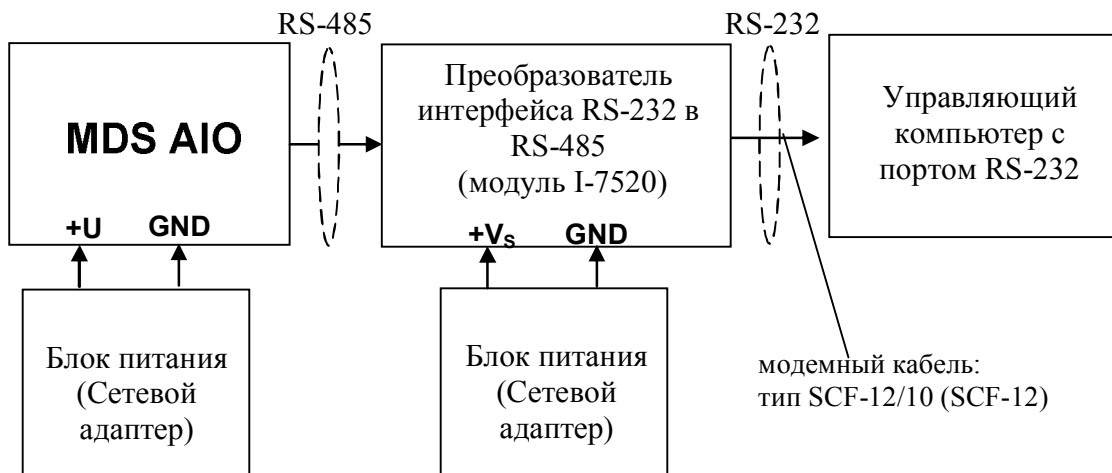 RS-485
RS-232
MDS AIO
+U GND
Преобразователь
интерфейса RS-232 в
RS-485
(модуль I-7520)
+VS GND
Управляющий
компьютер с
портом RS-232
Блок питания
(Сетевой
адаптер)
Блок питания
(Сетевой
адаптер)
модемный кабель:
тип SCF-12/10 (SCF-12)